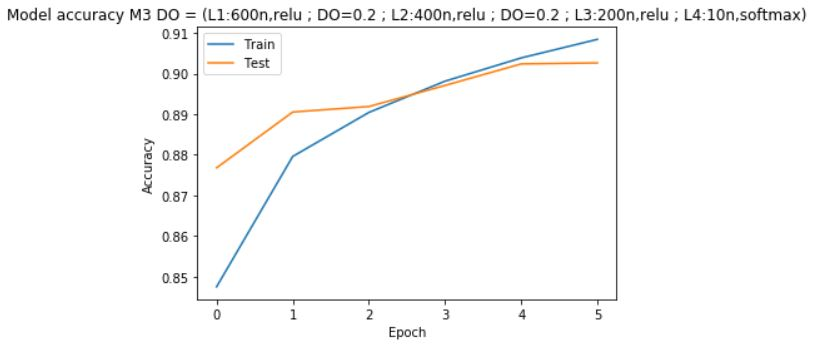 Model accuracy M3 DO = (L1:600n,relu ; DO=0.2 ; L2:400n,relu ; DO=0.2 ; L3:200n,relu ; L4:10n,softmax)
Train
Test
0.91
0.90
0.89
0.88
0.87
0.86
0.85
Accuracy
0 1 2 3 4 5
Epoch